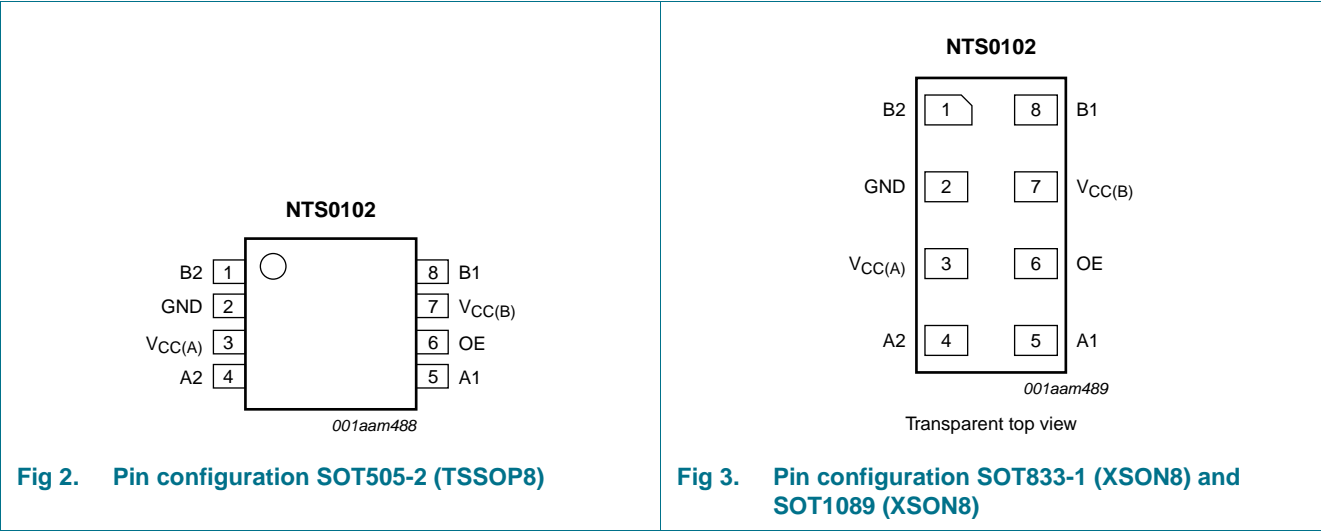 NTS0102
B2 1 8 B1
GND 2 7 VCC(B)
VCC(A) 3 6 OE
A2 4 5 A1
001aam488
Fig 2. Pin configuration SOT505-2 (TSSOP8)
NTS0102
B2 1 8 B1
GND 2 7 VCC(B)
VCC(A) 3 6 OE
A2 4 5 A1
001aam489
Transparent top view
Fig 3. Pin configuration SOT833-1 (XSON8) and
SOT1089 (XSON8)